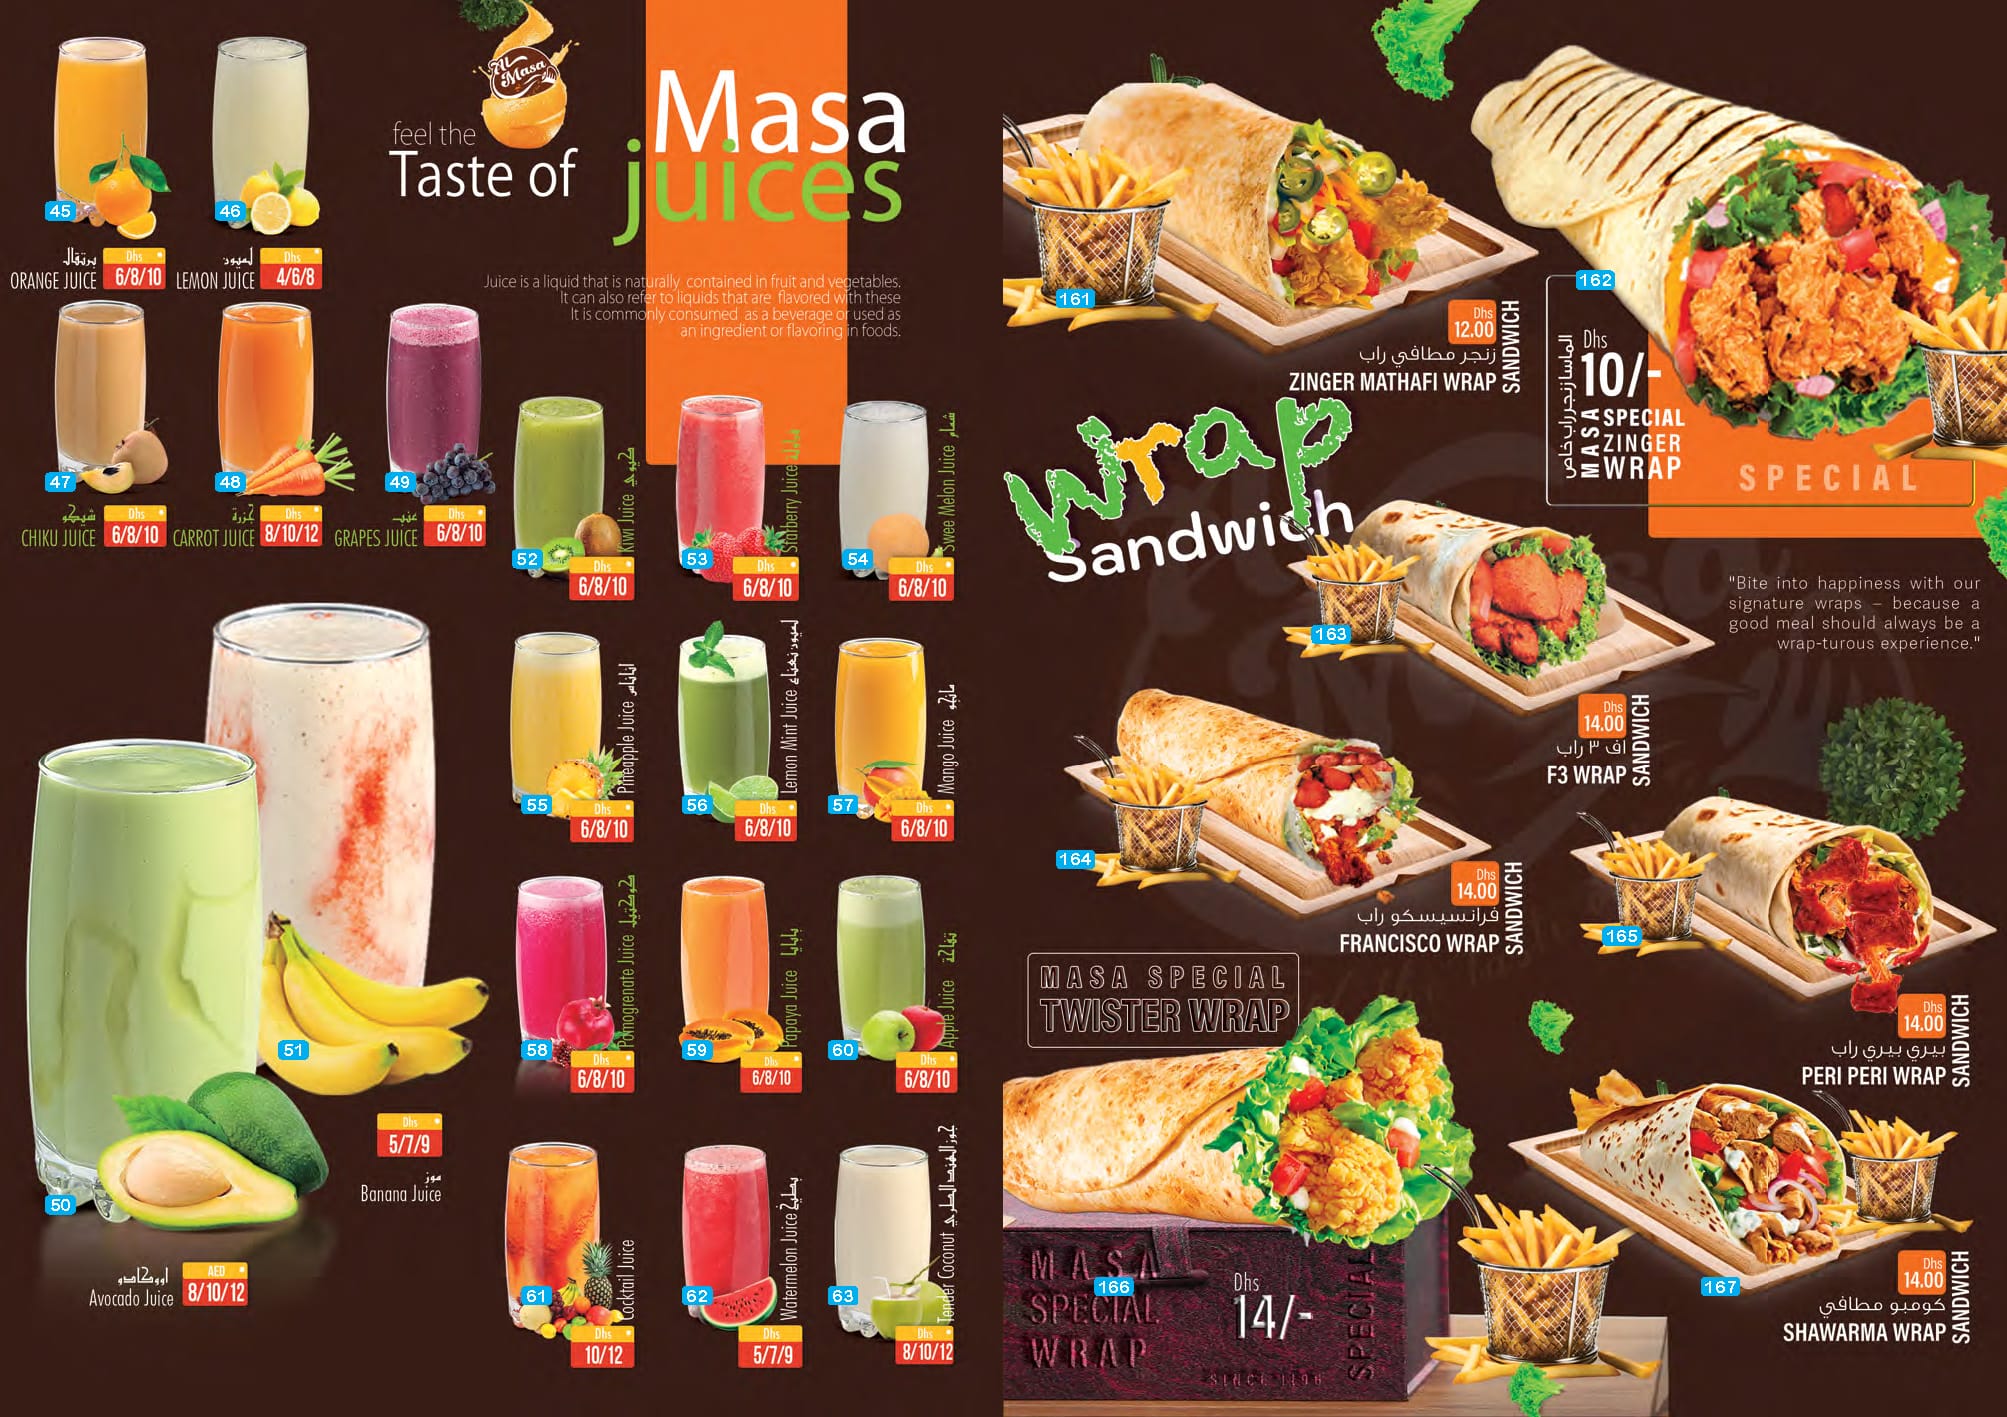 Al Masa
feel the
Taste of
Masa
juices
Juice is a liquid that is naturally contained in fruit and vegetables.
It can also refer to liquids that are flavored with these
It is commonly consumed as a beverage or used as
an ingredient or flavoring in foods.
45
برتقال
ORANGE JUICE
Dhs
6/8/10
46
ليمون
LEMON JUICE
Dhs
4/6/8
47
شيكو
CHIKU JUICE
Dhs
6/8/10
48
جزرة
CARROT JUICE
Dhs
8/10/12
49
عنب
GRAPES JUICE
Dhs
6/8/10
52
Kiwi Juice كيوي
Dhs
6/8/10
53
Statberry Juice
Dhs
6/8/10
54
Swee Melon Juice شمام
Dhs
6/8/10
55
Pineapple Juice أناناس
Dhs
6/8/10
56
Lemon Mint Juice ليمون نعناع
Dhs
6/8/10
57
Mango Juice مانجو
Dhs
6/8/10
51
Dhs
5/7/9
موز
Banana Juice
50
اووكادو
Avocado Juice
AED
8/10/12
58
Pomogrenate Juice كوكتيل
Dhs
6/8/10
59
Papaya Juice بابايا
Dhs
6/8/10
60
Apple Juice تفاحة
Dhs
6/8/10
61
Cocktail Juice
Dhs
10/12
62
Watermelon Juice بطيخ
Dhs
5/7/9
63
Tender Coconut جوز الهند الطري
Dhs
8/10/12
161
Dhs
12.00
زنجر مطافي راب
ZINGER MATHAFI WRAP
SANDWICH
162
Dhs
10/-
MASA
SPECIAL
ZINGER
WRAP
SPECIAL
Wrap
Sandwich
"Bite into happiness with our
signature wraps – because a
good meal should always be a
wrap-turous experience."
163
Dhs
14.00
اف ٣ راب
F3 WRAP
SANDWICH
164
Dhs
14.00
فرانسيسكو راب
FRANCISCO WRAP
SANDWICH
165
Dhs
14.00
بيري بيري راب
PERI PERI WRAP
SANDWICH
MASA SPECIAL
TWISTER WRAP
166
MASA
SPECIAL
WRAP
Dhs
14/-
SPECIAL
167
Dhs
14.00
كومبو مطافي
SHAWARMA WRAP
SANDWICH